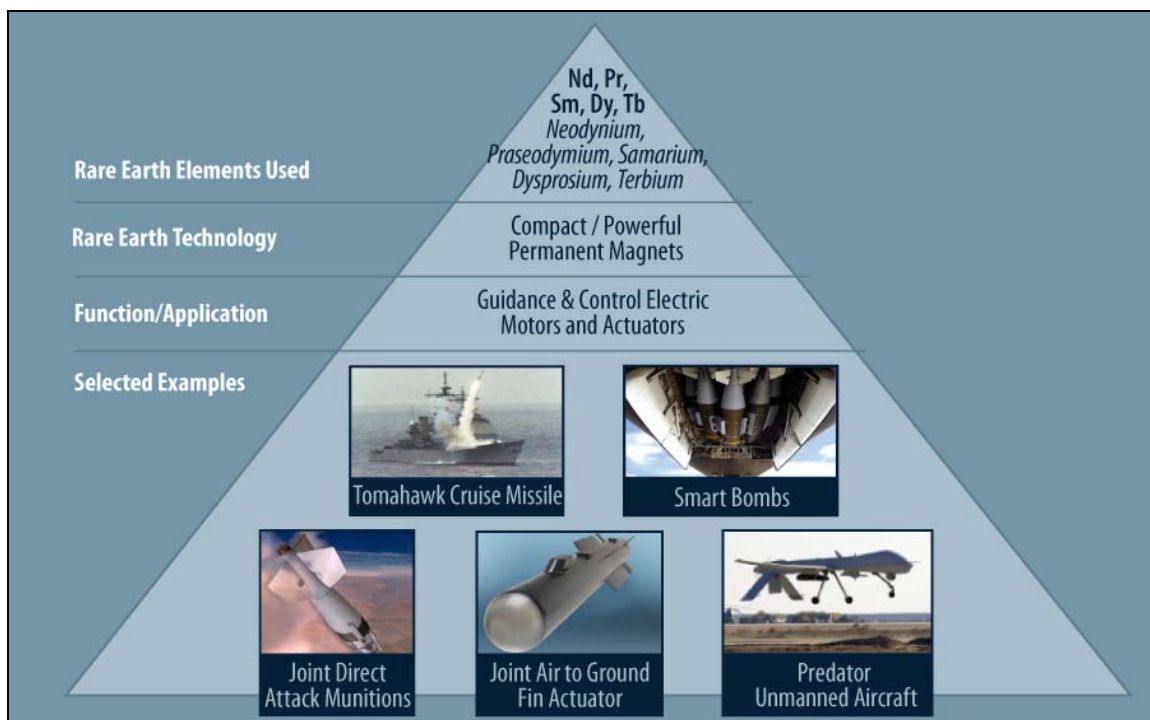 Nd, Pr,
Sm, Dy, Tb
Neodynium,
Praseodymium, Samarium,
Dysprosium, Terbium
Rare Earth Elements Used
Rare Earth Technology
Compact / Powerful
Permanent Magnets
Function/Application
Guidance & Control Electric
Motors and Actuators
Selected Examples
Tomahawk Cruise Missile
Smart Bombs
Joint Direct
Attack Munitions
Joint Air to Ground
Fin Actuator
Predator
Unmanned Aircraft